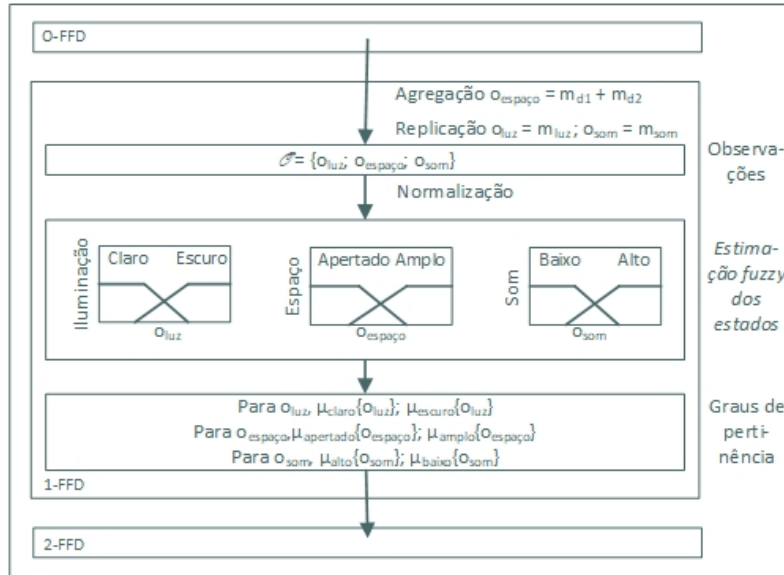 0-FFD
Agregação o_espaço = m_d1 + m_d2
Replicação o_luz = m_luz; o_som = m_som
𝒪 = {o_luz; o_espaço; o_som}
Observa-
ções
Normalização
Iluminação
Claro Escuro
o_luz
Espaço
Apertado Amplo
o_espaço
Som
Baixo Alto
o_som
Estima-
ção fuzzy
dos
estados
Para o_luz, μ_claro{o_luz}; μ_escuro{o_luz}
Para o_espaço,μ_apertado{o_espaço}; μ_amplo{o_espaço}
Para o_som, μ_alto{o_som}; μ_baixo{o_som}
Graus de
perti-
nência
1-FFD
2-FFD